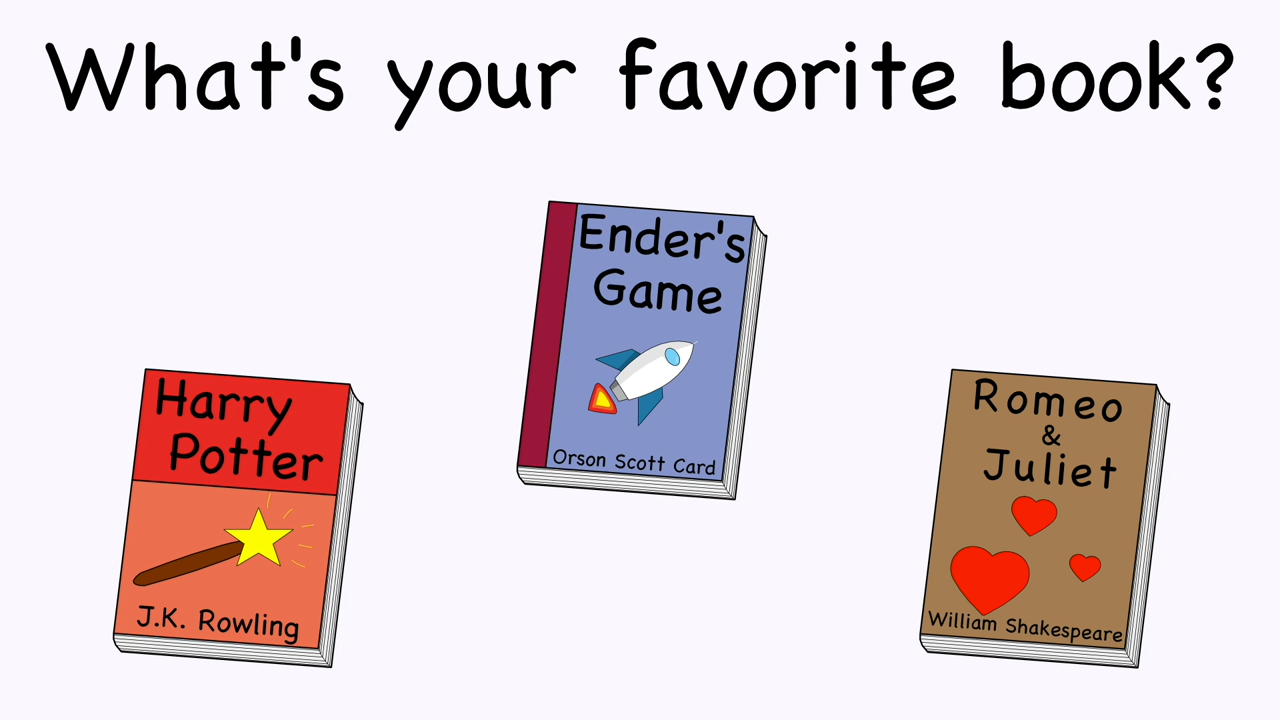 What's your favorite book?
Ender's
Game
Orson Scott Card
Harry
Potter
J.K. Rowling
Romeo
&
Juliet
William Shakespeare